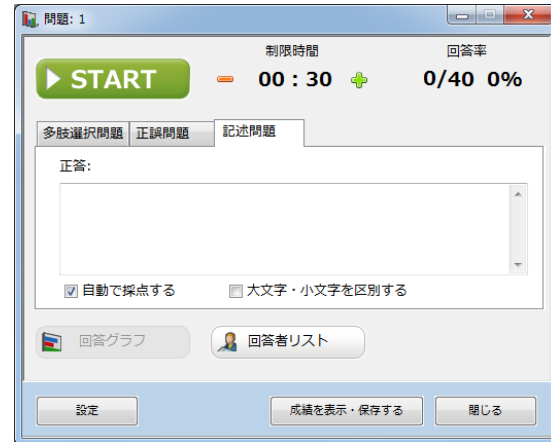 問題: 1
制限時間 回答率
START 00 : 30 0/40 0%
多肢選択問題 正誤問題 記述問題
正答:
自動で採点する 大文字・小文字を区別する
回答グラフ 回答者リスト
設定 成績を表示・保存する 閉じる